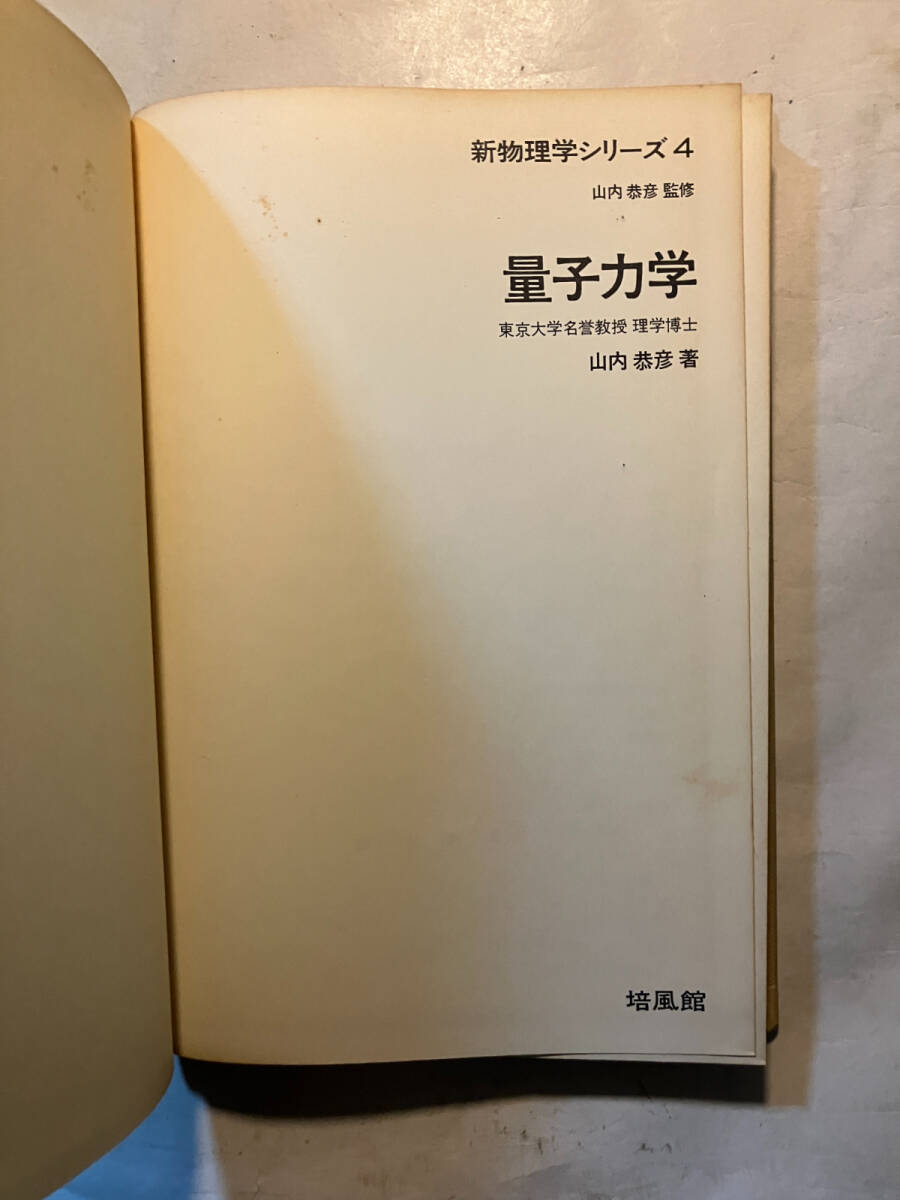 新物理学シリーズ4
山内 恭彦 監修
量子力学
東京大学名誉教授 理学博士
山内 恭彦 著
培風館